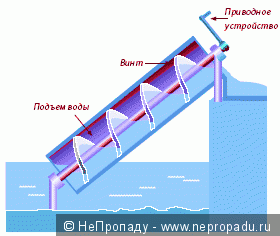 Приводное
устройство
Винт
Подъем воды
© НеПропаду - www.nepropadu.ru